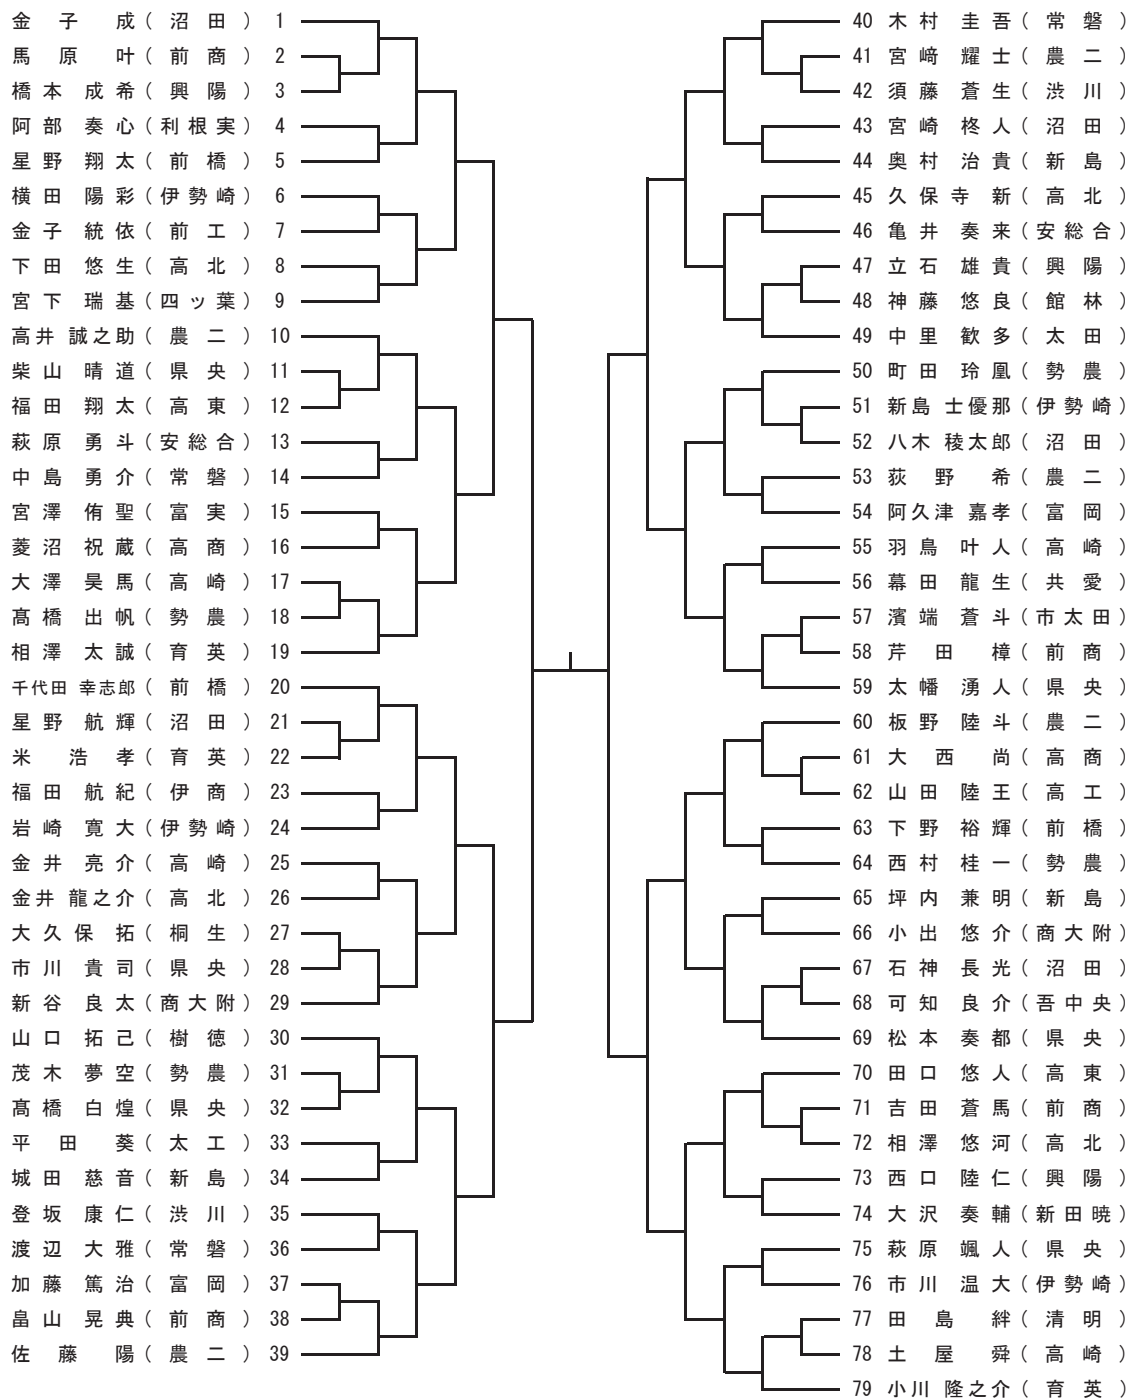 金子 成（沼田） 1
馬原 叶（前商） 2
橋本 成希（興陽） 3
阿部 奏心（利根実） 4
星野 翔太（前橋） 5
横田 陽彩（伊勢崎） 6
金子 統依（前工） 7
下田 悠生（高北） 8
宮下 瑞基（四ッ葉） 9
高井 誠之助（農二） 10
柴山 晴道（県央） 11
福田 翔太（高東） 12
萩原 勇斗（安総合） 13
中島 勇介（常磐） 14
宮澤 侑聖（富実） 15
菱沼 祝蔵（高商） 16
大澤 昊馬（高崎） 17
髙橋 出帆（勢農） 18
相澤 太誠（育英） 19
千代田 幸志郎（前橋） 20
星野 航輝（沼田） 21
米 浩孝（育英） 22
福田 航紀（伊商） 23
岩崎 寛大（伊勢崎） 24
金井 亮介（高崎） 25
金井 龍之介（高北） 26
大久保 拓（桐生） 27
市川 貴司（県央） 28
新谷 良太（商大附） 29
山口 拓己（樹徳） 30
茂木 夢空（勢農） 31
髙橋 白煌（県央） 32
平田 葵（太工） 33
城田 慈音（新島） 34
登坂 康仁（渋川） 35
渡辺 大雅（常磐） 36
加藤 篤治（富岡） 37
畠山 晃典（前商） 38
佐藤 陽（農二） 39
40 木村 圭吾（常磐）
41 宮﨑 耀士（農二）
42 須藤 蒼生（渋川）
43 宮崎 柊人（沼田）
44 奥村 治貴（新島）
45 久保寺 新（高北）
46 亀井 奏来（安総合）
47 立石 雄貴（興陽）
48 神藤 悠良（館林）
49 中里 歓多（太田）
50 町田 玲凰（勢農）
51 新島 士優那（伊勢崎）
52 八木 稜太郎（沼田）
53 荻野 希（農二）
54 阿久津 嘉孝（富岡）
55 羽鳥 叶人（高崎）
56 幕田 龍生（共愛）
57 濱端 蒼斗（市太田）
58 芹田 樟（前商）
59 太幡 湧人（県央）
60 板野 陸斗（農二）
61 大西 尚（高商）
62 山田 陸王（高工）
63 下野 裕輝（前橋）
64 西村 桂一（勢農）
65 坪内 兼明（新島）
66 小出 悠介（商大附）
67 石神 長光（沼田）
68 可知 良介（吾中央）
69 松本 奏都（県央）
70 田口 悠人（高東）
71 吉田 蒼馬（前商）
72 相澤 悠河（高北）
73 西口 陸仁（興陽）
74 大沢 奏輔（新田暁）
75 萩原 颯人（県央）
76 市川 温大（伊勢崎）
77 田島 絆（清明）
78 土屋 舜（高崎）
79 小川 隆之介（育英）